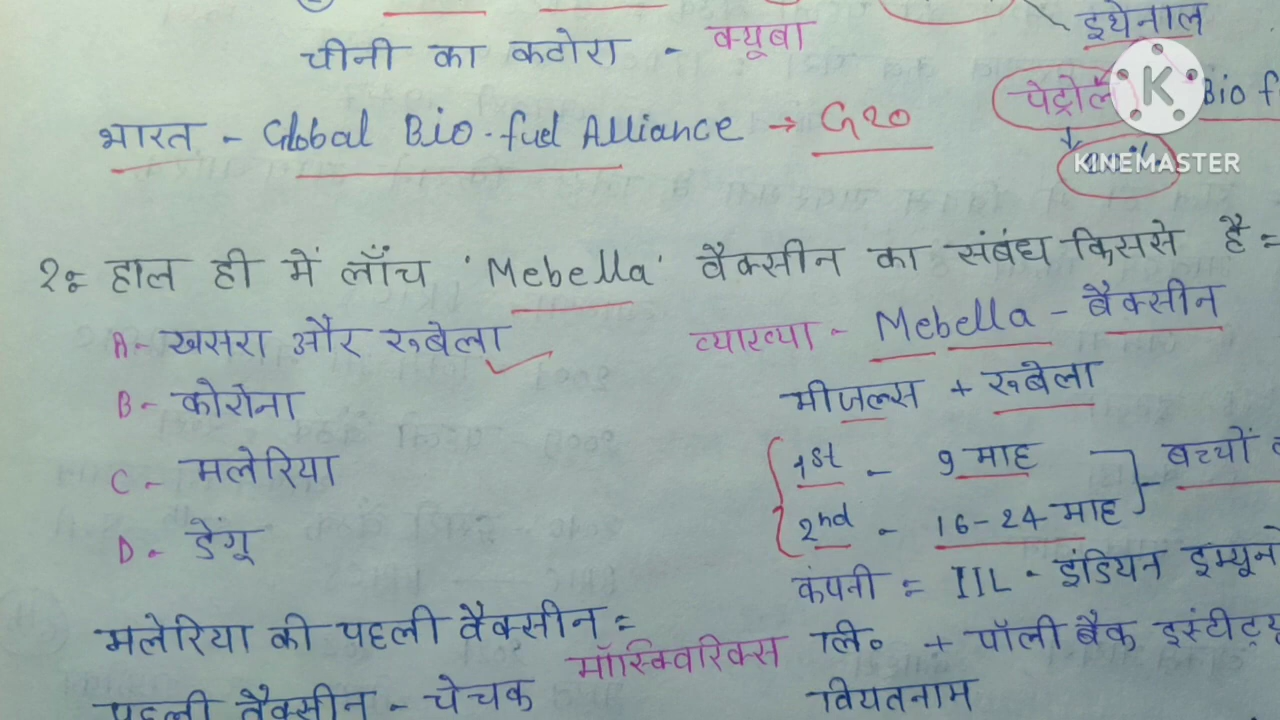 इथेनाल
चीनी का कटोरा - क्यूबा
पेट्रोल Bio f
भारत - Global Bio-fuel Alliance → G20
KINEMASTER
2:- हाल ही में लाँच 'Mebella' वैक्सीन का संबंध किससे है =
A- खसरा और रुबेला
B- कोरोना
C- मलेरिया
D- डेंगू
व्याख्या - Mebella - वैक्सीन
मीजल्स + रुबेला
1st - 9 माह
2nd - 16-24 माह - बच्चों
कंपनी = IIL - इंडियन इम्यूनो
लि० + पॉली बैक इंस्टीट्यू
वियतनाम
मलेरिया की पहली वैक्सीन = मॉस्क्विरिक्स
पहली वैक्सीन - चेचक